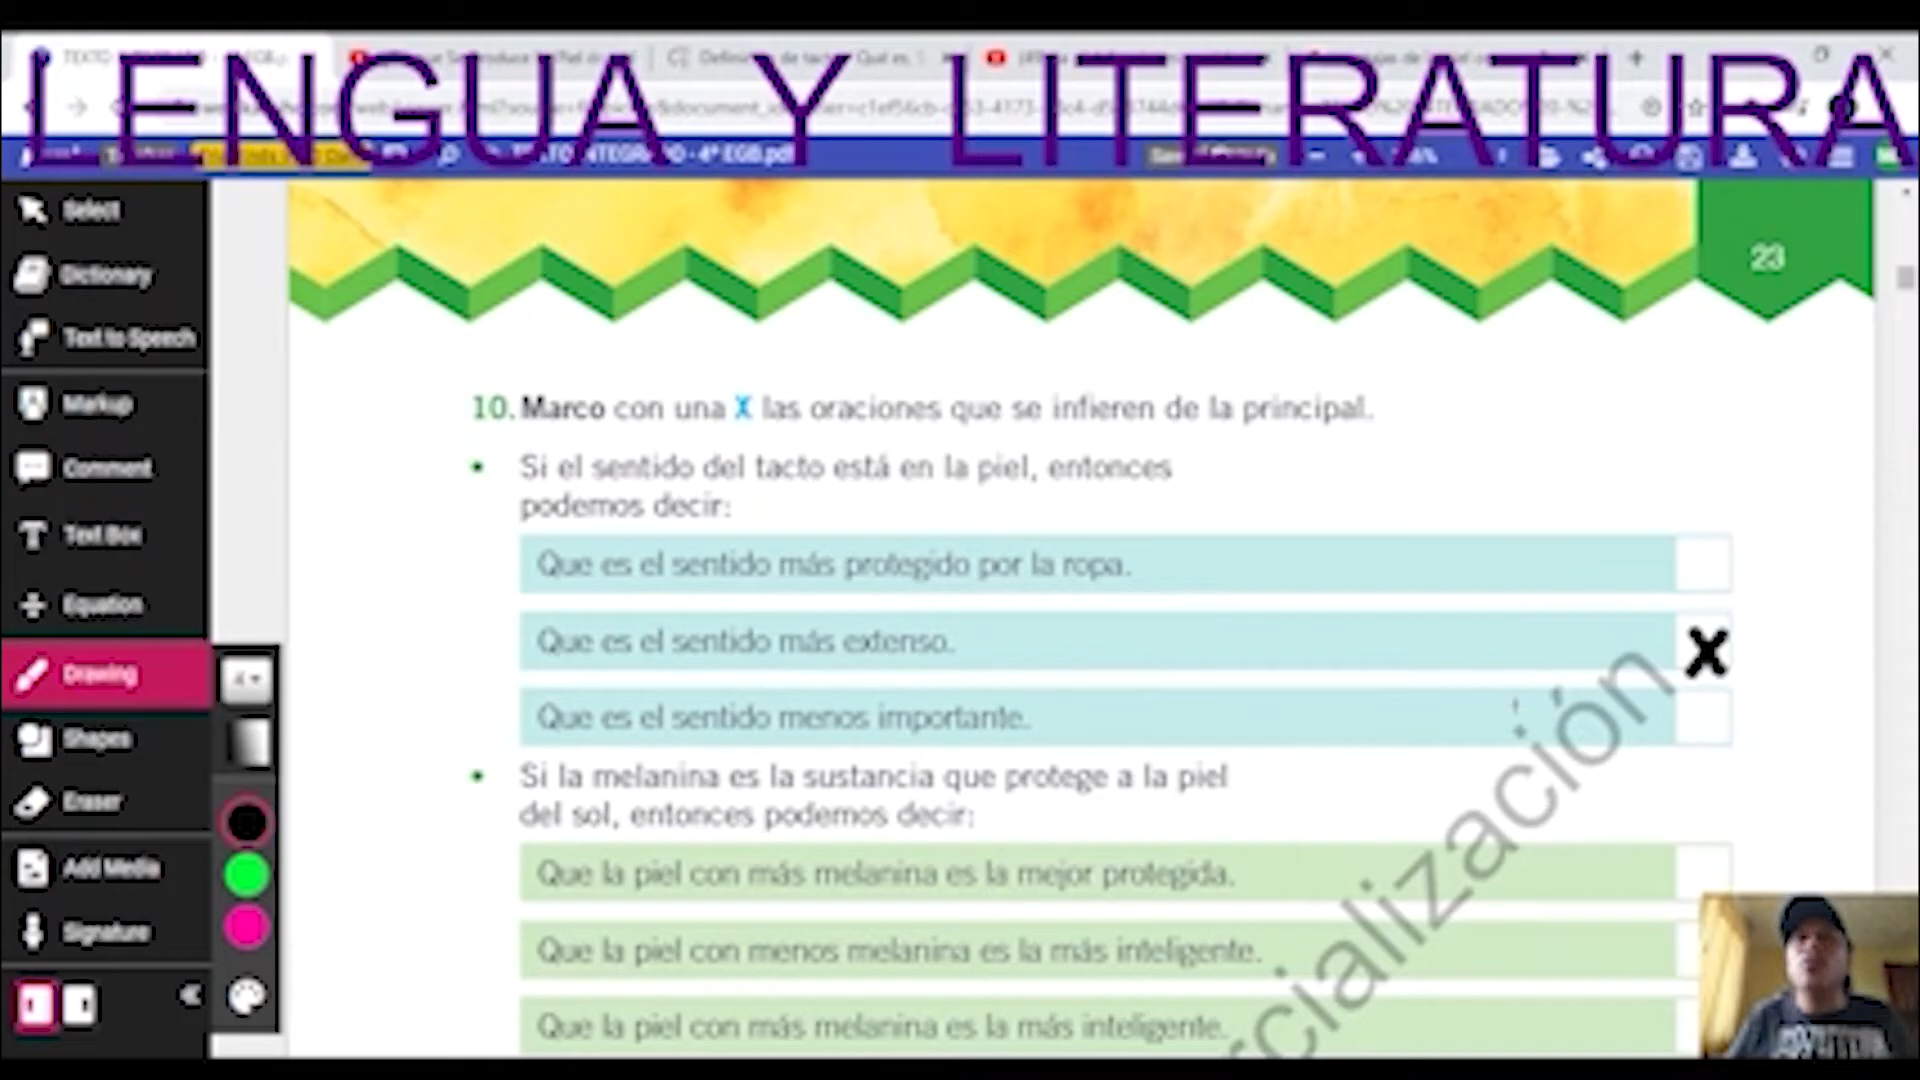 LENGUA Y LITERATURA
TEXTO INTEGRADO - 4° EGB.pdf
Select
Dictionary
Text to Speech
Markup
Comment
Text Box
Equation
Drawing
Shapes
Eraser
Add Media
Signature
23
10. Marco con una X las oraciones que se infieren de la principal.
• Si el sentido del tacto está en la piel, entonces
podemos decir:
Que es el sentido más protegido por la ropa.
Que es el sentido más extenso. X
Que es el sentido menos importante.
• Si la melanina es la sustancia que protege a la piel
del sol, entonces podemos decir:
Que la piel con más melanina es la mejor protegida.
Que la piel con menos melanina es la más inteligente.
Que la piel con más melanina es la más inteligente.